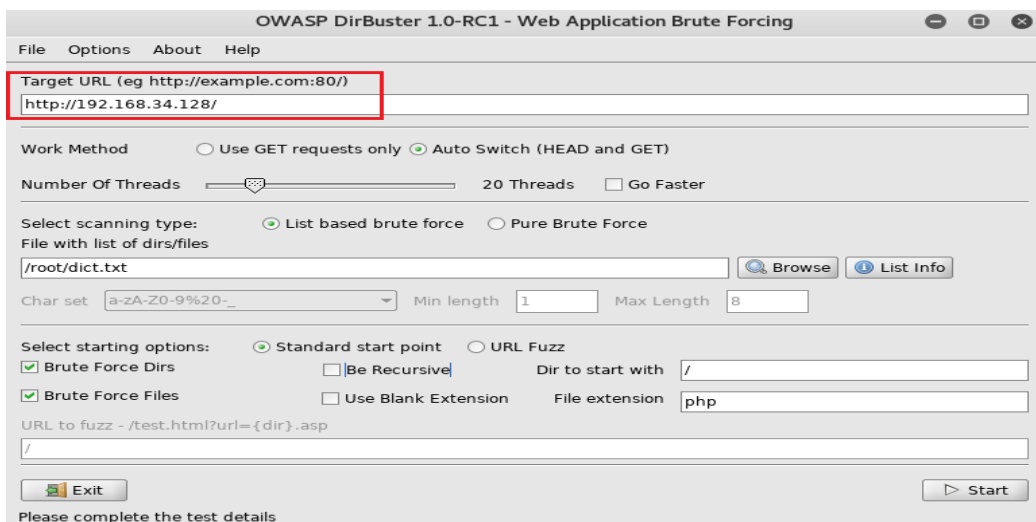 OWASP DirBuster 1.0-RC1 - Web Application Brute Forcing
File Options About Help
Target URL (eg http://example.com:80/)
http://192.168.34.128/
Work Method Use GET requests only Auto Switch (HEAD and GET)
Number Of Threads 20 Threads Go Faster
Select scanning type: List based brute force Pure Brute Force
File with list of dirs/files
/root/dict.txt Browse List Info
Char set a-zA-Z0-9%20-_ Min length 1 Max Length 8
Select starting options: Standard start point URL Fuzz
Brute Force Dirs Be Recursive Dir to start with /
Brute Force Files Use Blank Extension File extension php
URL to fuzz - /test.html?url={dir}.asp
/
Exit Start
Please complete the test details